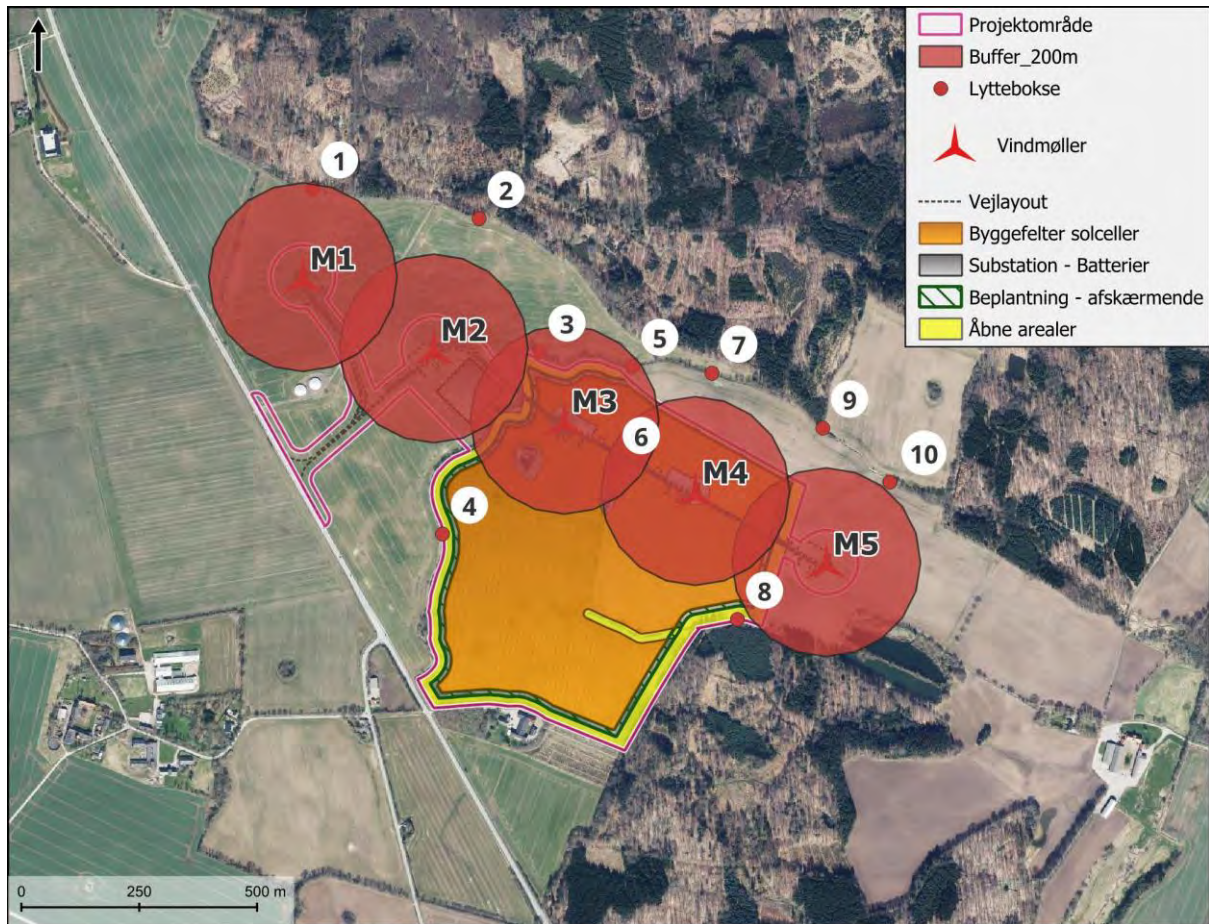 Projektområde
Buffer_200m
Lyttebokse
Vindmøller
Vejlayout
Byggefelter solceller
Substation - Batterier
Beplantning - afskærmende
Åbne arealer
1
2
M1
M2
3
5
7
M3
6
9
M4
10
4
M5
8
0 250 500 m